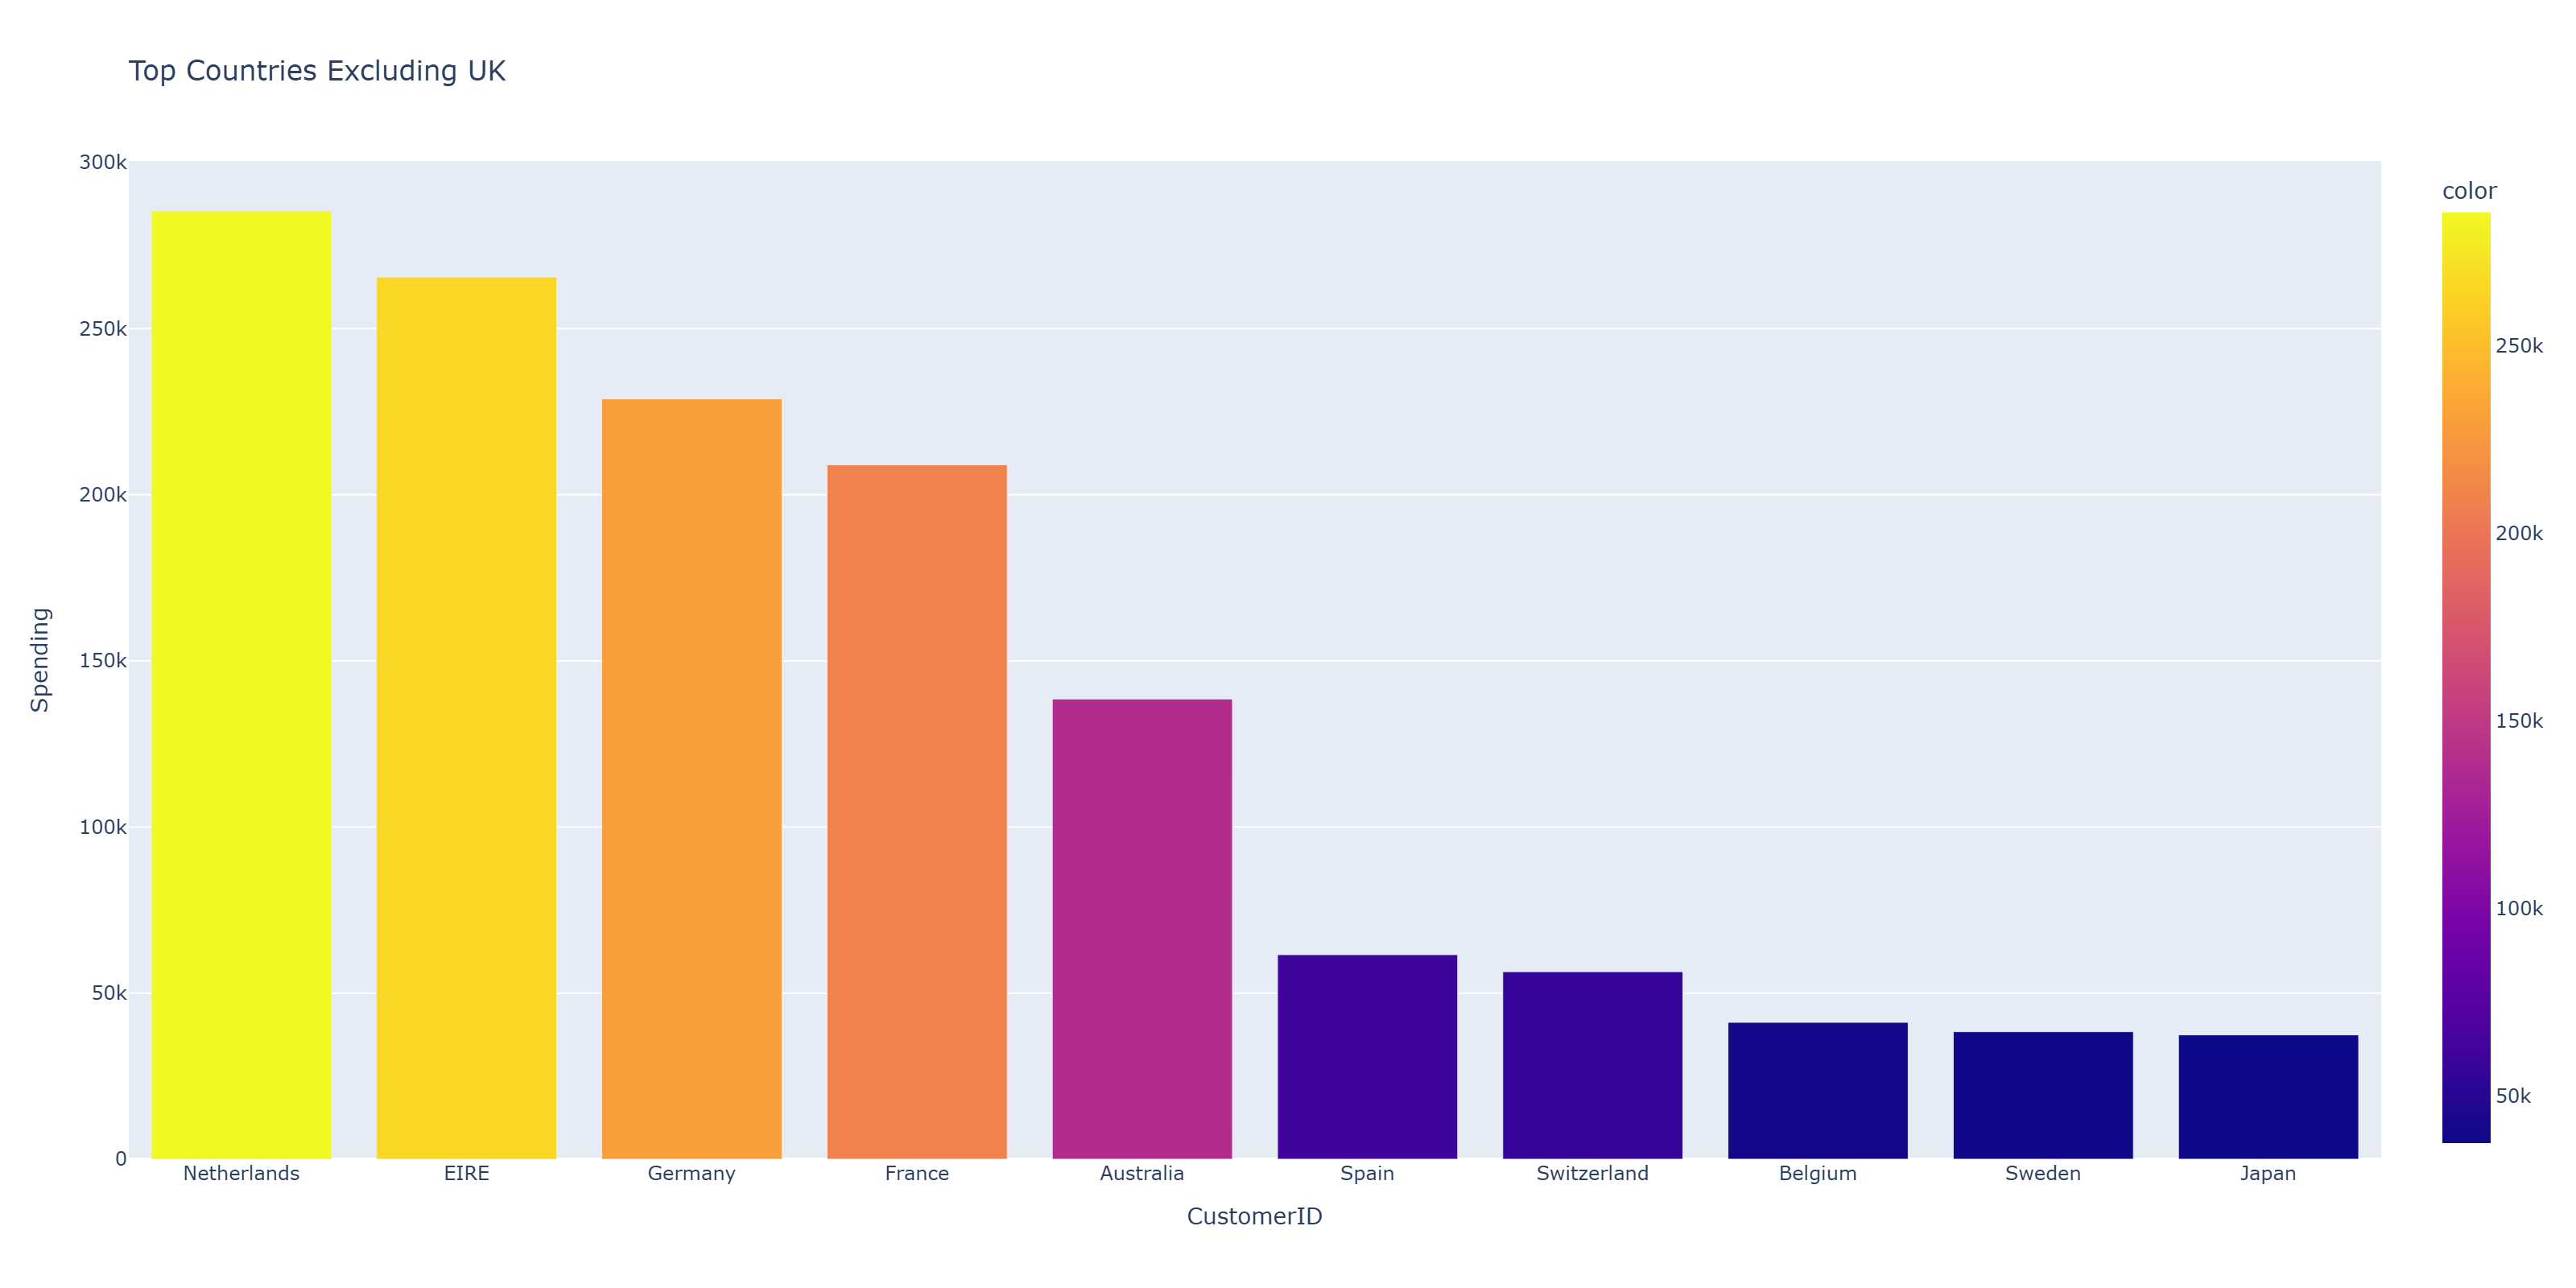 Top Countries Excluding UK
300k
250k
200k
150k
100k
50k
0
Spending
Netherlands EIRE Germany France Australia Spain Switzerland Belgium Sweden Japan
CustomerID
color
250k
200k
150k
100k
50k